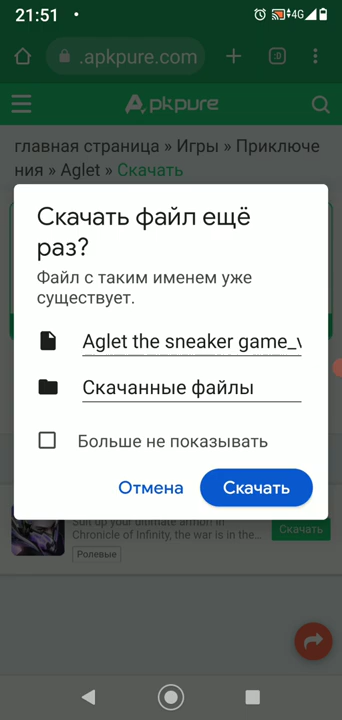 21:51
4G
.apkpure.com
:D
Apkpure
главная страница » Игры » Приключе
ния » Aglet » Скачать
Скачать файл ещё
раз?
Файл с таким именем уже
существует.
Aglet the sneaker game_v
Скачанные файлы
Больше не показывать
Отмена
Скачать
Suit up your ultimate armor! In
Chronicle of Infinity, the war is in the...
Скачать
Ролевые